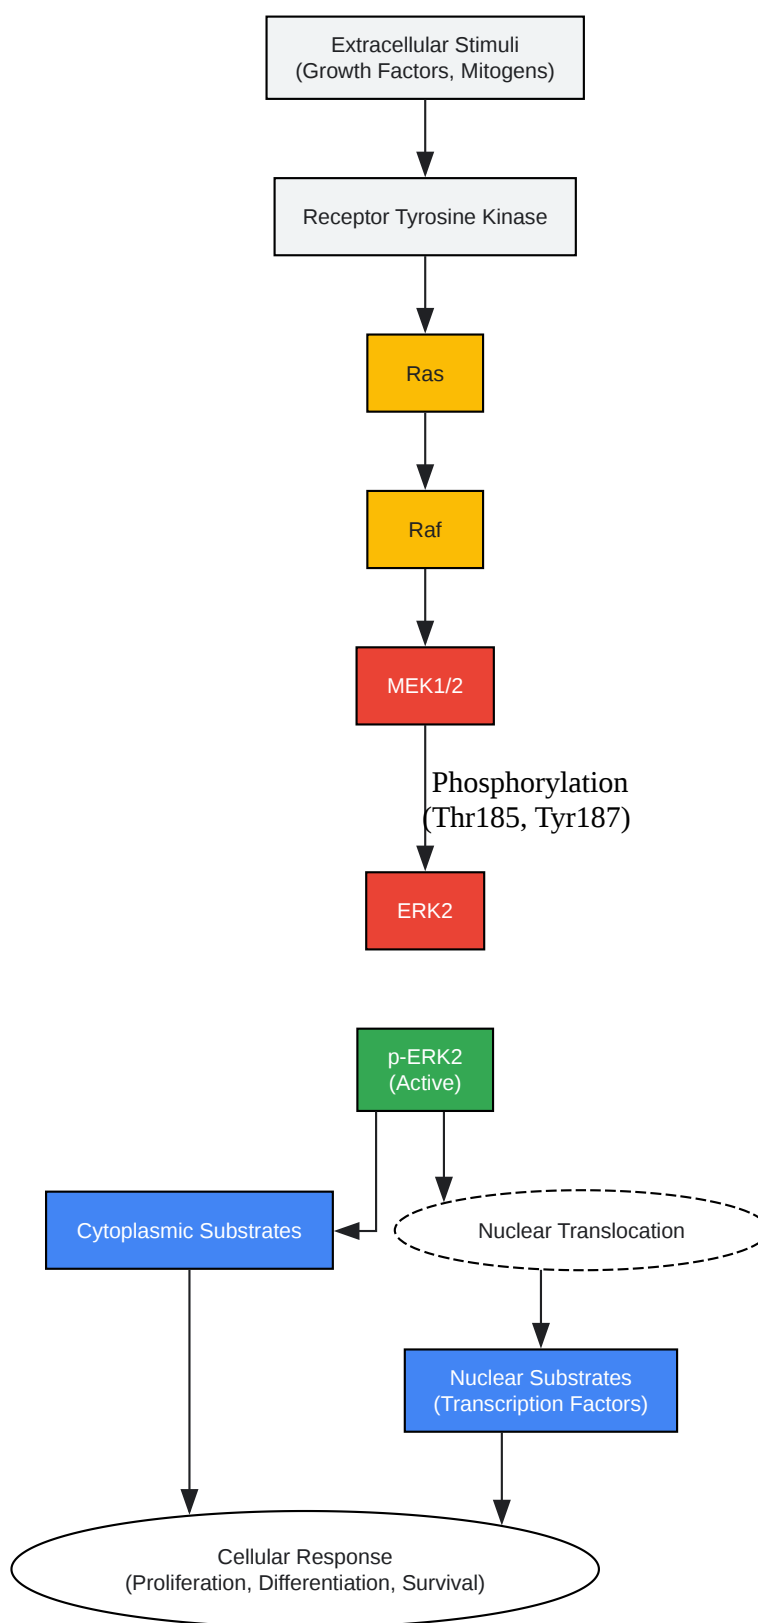 Extracellular Stimuli
(Growth Factors, Mitogens)
Receptor Tyrosine Kinase
Ras
Raf
MEK1/2
Phosphorylation
(Thr185, Tyr187)
ERK2
p-ERK2
(Active)
Cytoplasmic Substrates
Nuclear Translocation
Nuclear Substrates
(Transcription Factors)
Cellular Response
(Proliferation, Differentiation, Survival)